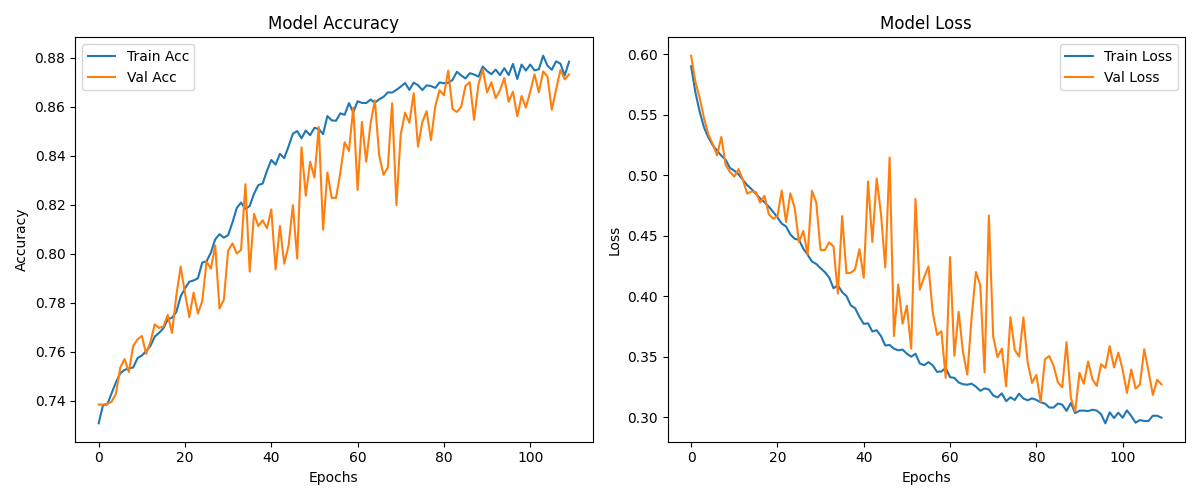 Model Accuracy
Train Acc
Val Acc
0.88
0.86
0.84
0.82
0.80
0.78
0.76
0.74
Accuracy
0 20 40 60 80 100
Epochs
Model Loss
Train Loss
Val Loss
0.60
0.55
0.50
0.45
0.40
0.35
0.30
Loss
0 20 40 60 80 100
Epochs